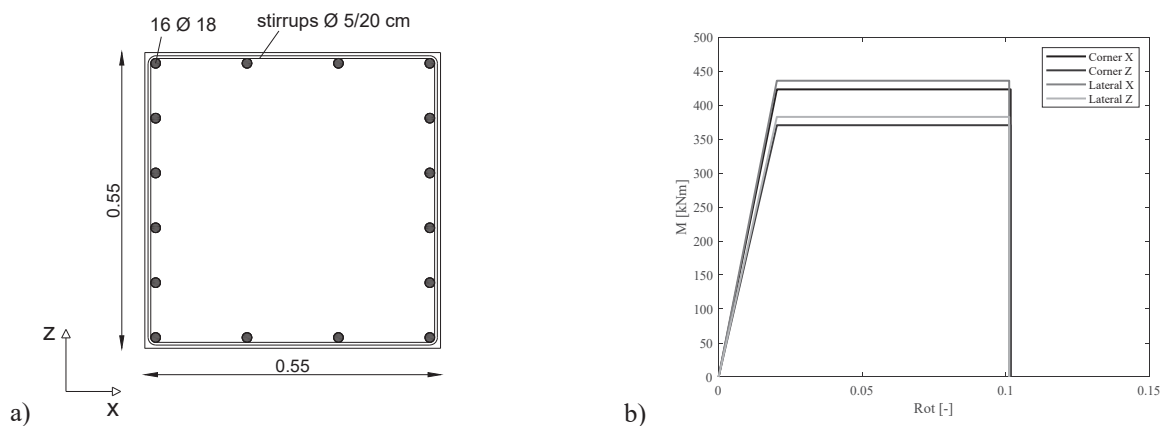 16 Ø 18
stirrups Ø 5/20 cm
0.55
0.55
z
x
a)
500
450
400
350
300
250
200
150
100
50
0
M [kNm]
0
0.05
0.1
0.15
Rot [-]
Corner X
Corner Z
Lateral X
Lateral Z
b)